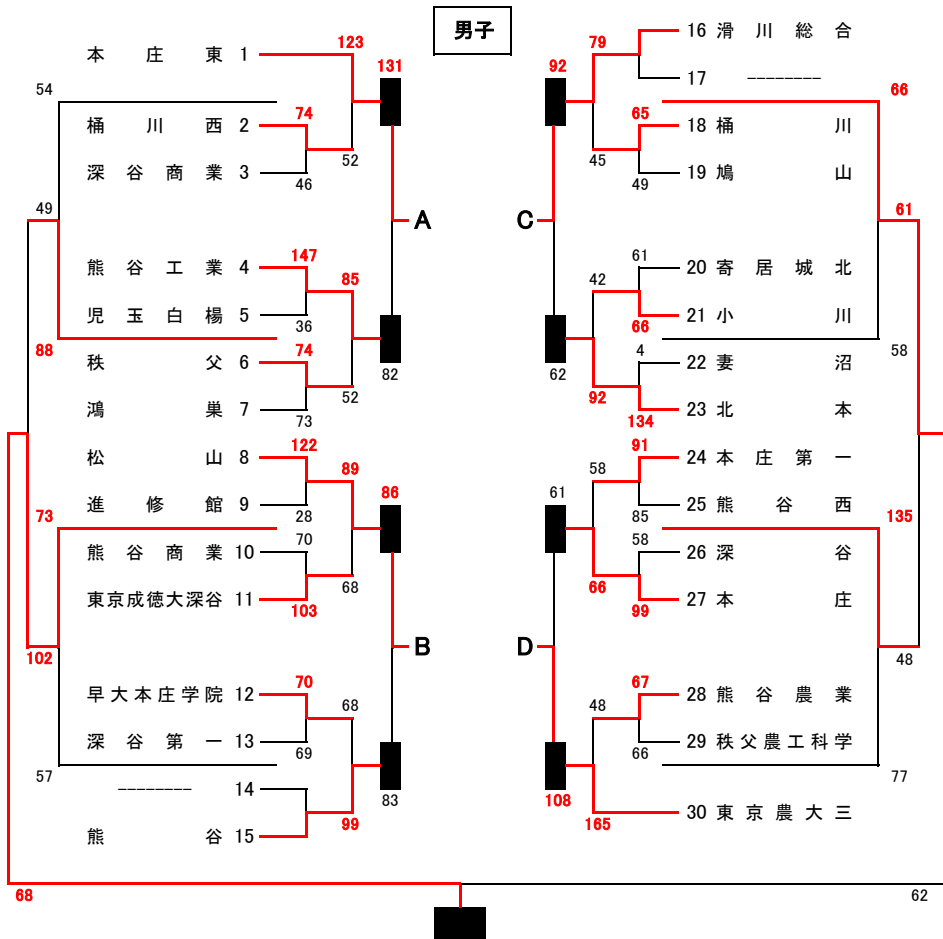 男子
本庄東 1
桶川西 2
深谷商業 3
熊谷工業 4
児玉白楊 5
秩父 6
鴻巣 7
松山 8
進修館 9
熊谷商業 10
東京成徳大深谷 11
早大本庄学院 12
深谷第一 13
-------- 14
熊谷 15
54
49
88
73
102
57
68
123
131
74
52
46
147
85
36
74
82
52
73
122
89
86
28
70
68
103
70
68
69
83
99
A
B
C
D
16 滑川総合
17 --------
18 桶川
19 鳩山
20 寄居城北
21 小川
22 妻沼
23 北本
24 本庄第一
25 熊谷西
26 深谷
27 本庄
28 熊谷農業
29 秩父農工科学
30 東京農大三
79
92
65
45
49
61
42
66
4
62
92
134
91
58
61
85
58
66
99
67
48
66
108
165
66
61
58
135
48
77
62